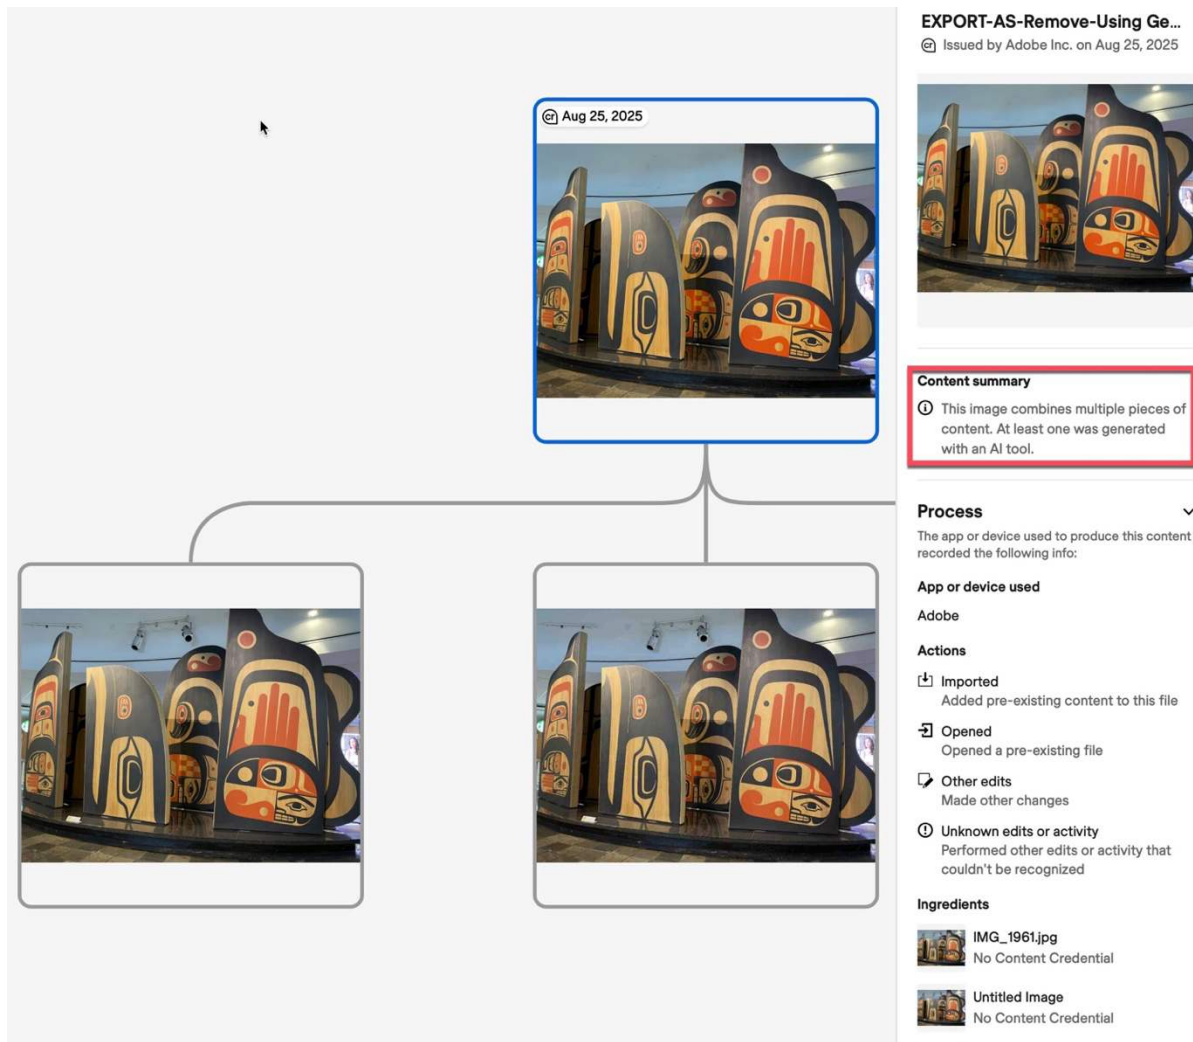 Aug 25, 2025
EXPORT-AS-Remove-Using Ge...
Issued by Adobe Inc. on Aug 25, 2025
Content summary
This image combines multiple pieces of
content. At least one was generated
with an AI tool.
Process
The app or device used to produce this content
recorded the following info:
App or device used
Adobe
Actions
Imported
Added pre-existing content to this file
Opened
Opened a pre-existing file
Other edits
Made other changes
Unknown edits or activity
Performed other edits or activity that
couldn't be recognized
Ingredients
IMG_1961.jpg
No Content Credential
Untitled Image
No Content Credential